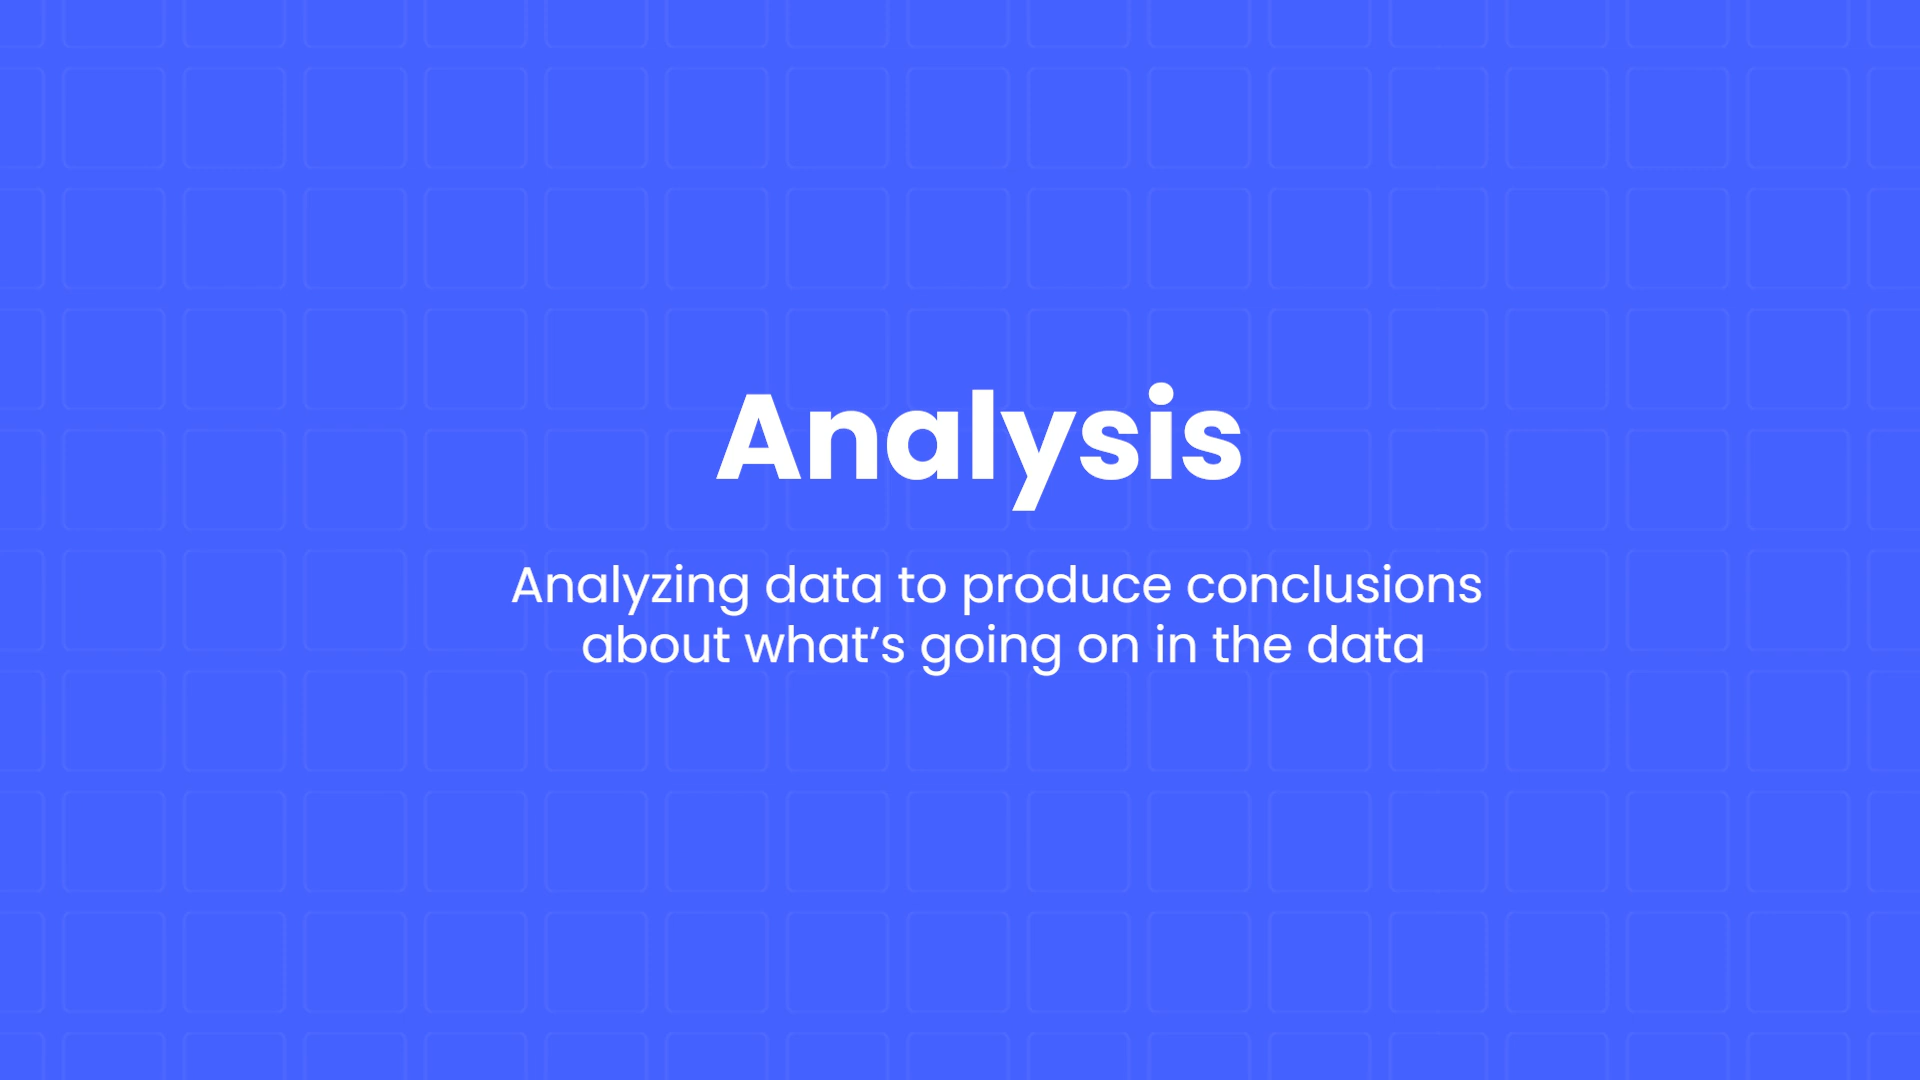 Analysis
Analyzing data to produce conclusions
about what’s going on in the data